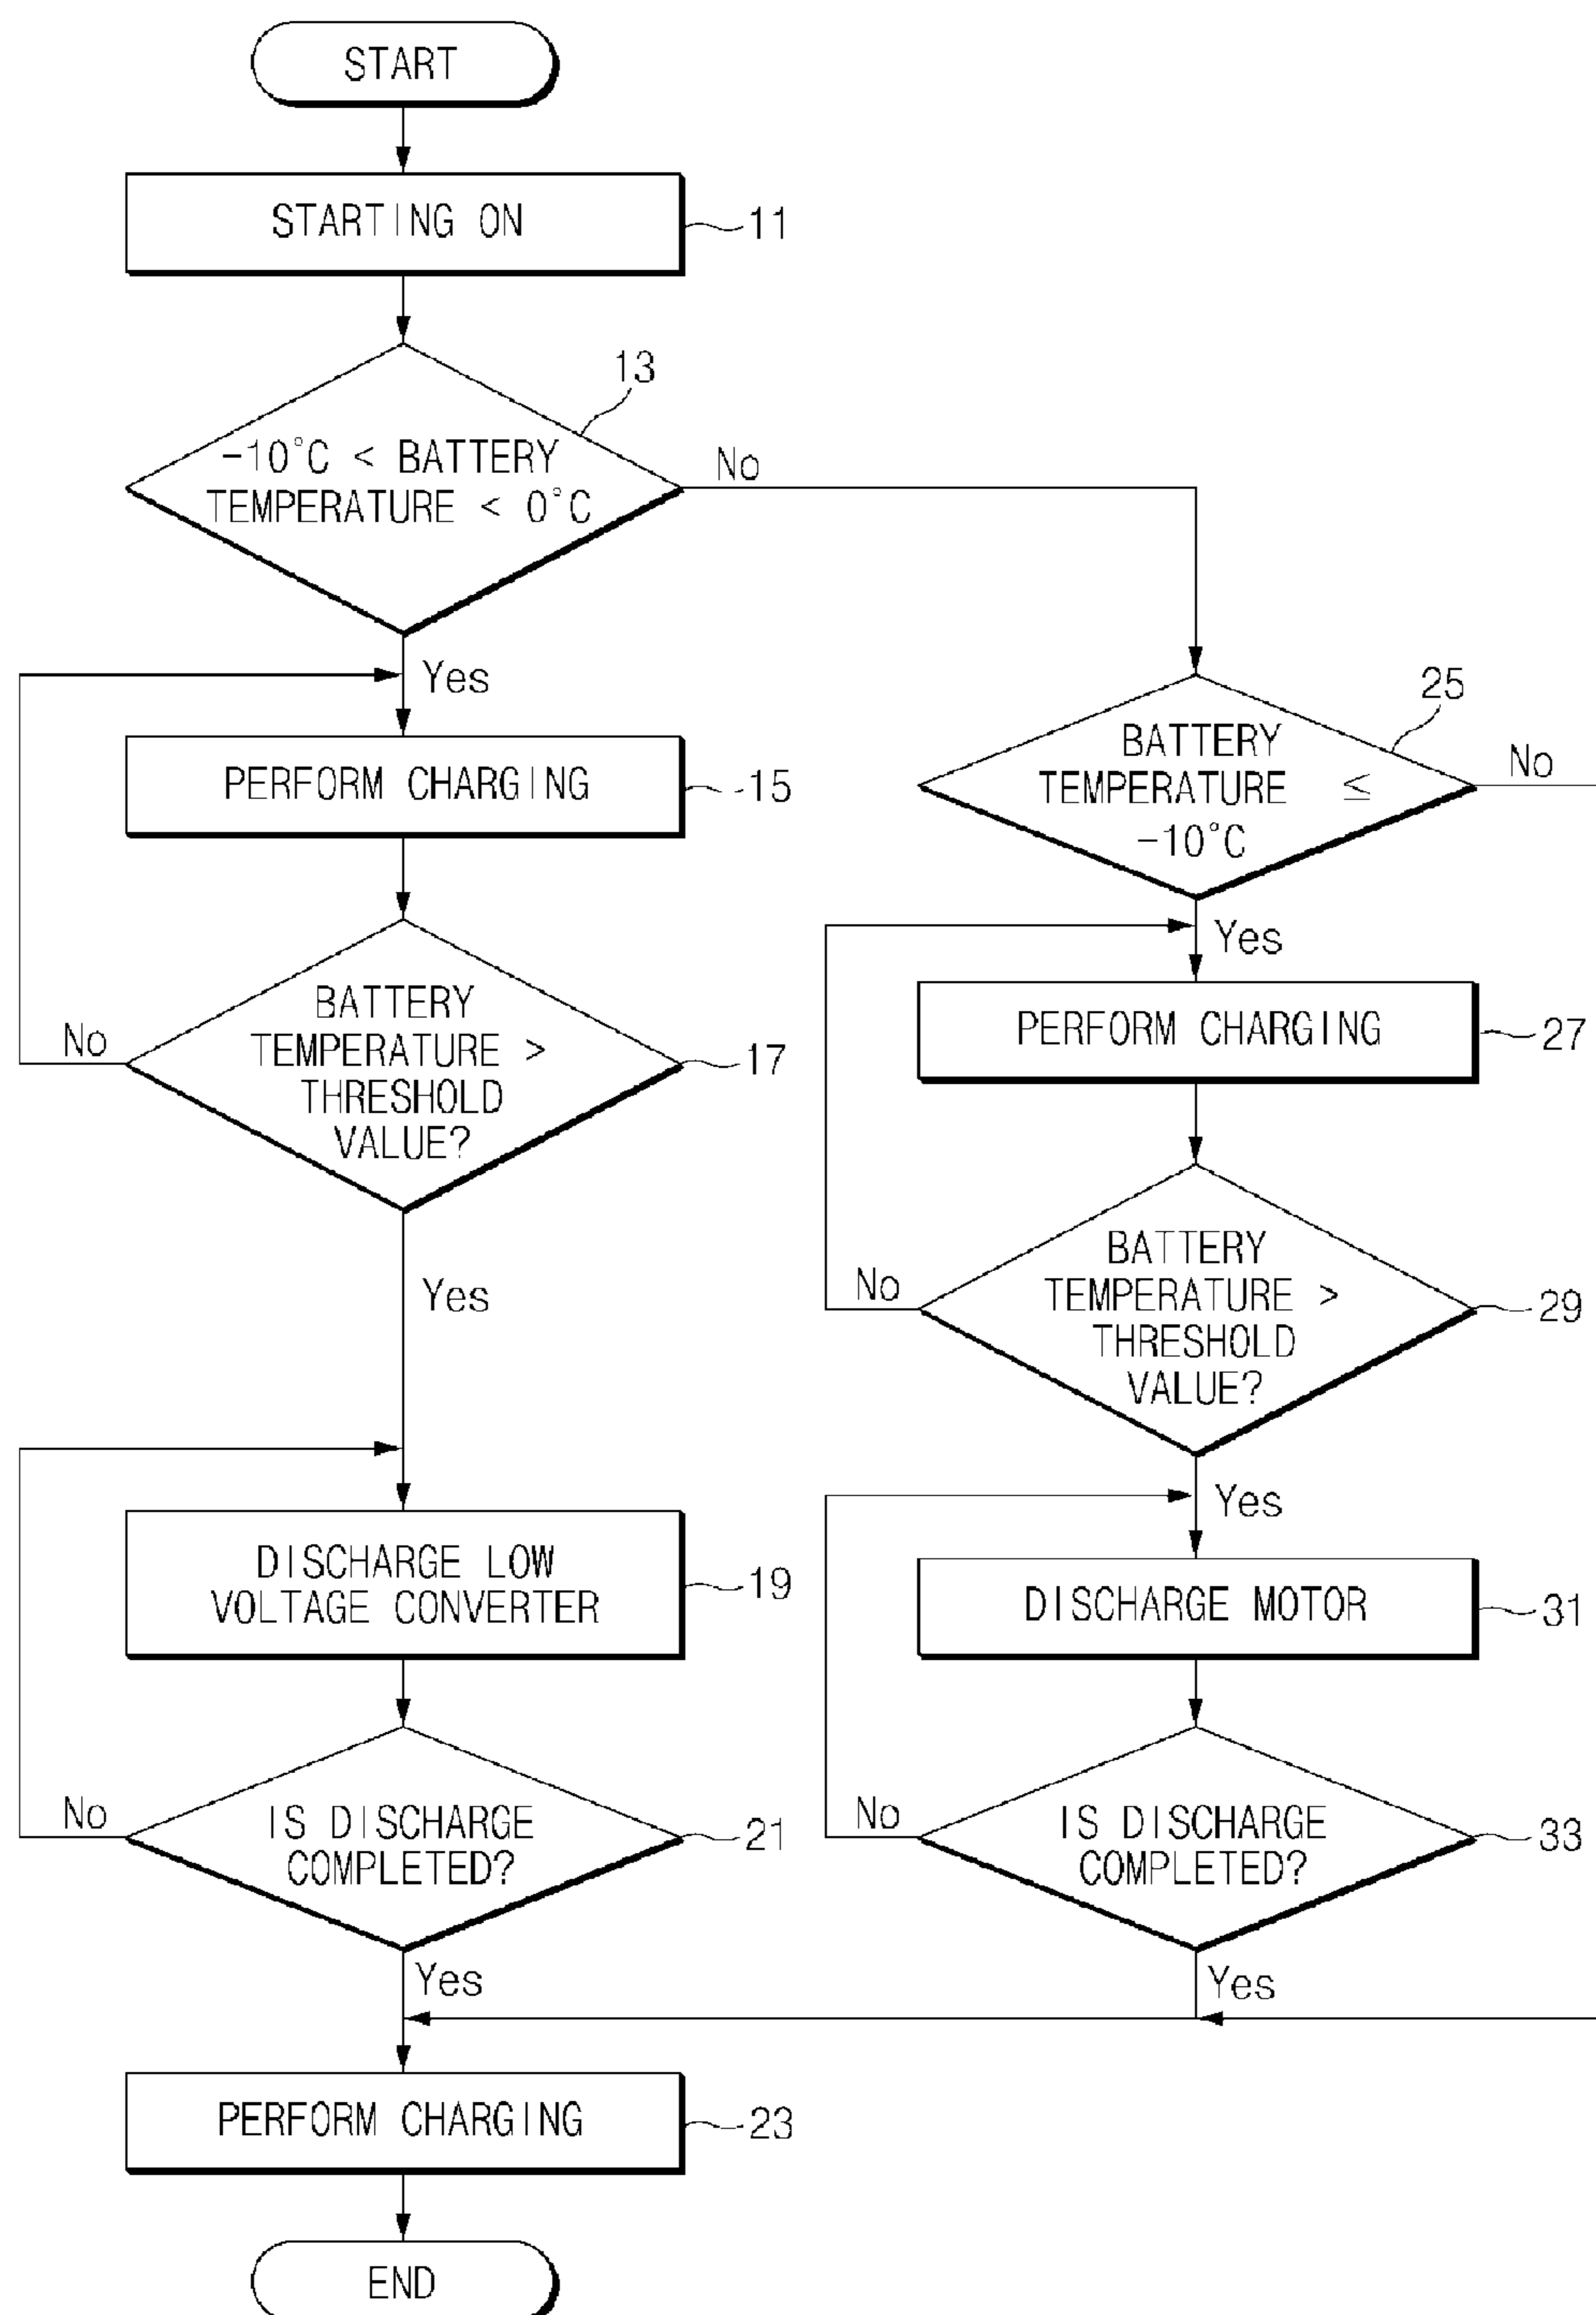 START
STARTING ON
11
13
-10°C < BATTERY
TEMPERATURE < 0°C
No
Yes
PERFORM CHARGING
15
BATTERY
TEMPERATURE >
THRESHOLD
VALUE?
17
No
Yes
DISCHARGE LOW
VOLTAGE CONVERTER
19
IS DISCHARGE
COMPLETED?
21
No
Yes
PERFORM CHARGING
23
END
25
BATTERY
TEMPERATURE ≤
-10°C
No
Yes
PERFORM CHARGING
27
BATTERY
TEMPERATURE >
THRESHOLD
VALUE?
29
No
Yes
DISCHARGE MOTOR
31
IS DISCHARGE
COMPLETED?
33
No
Yes